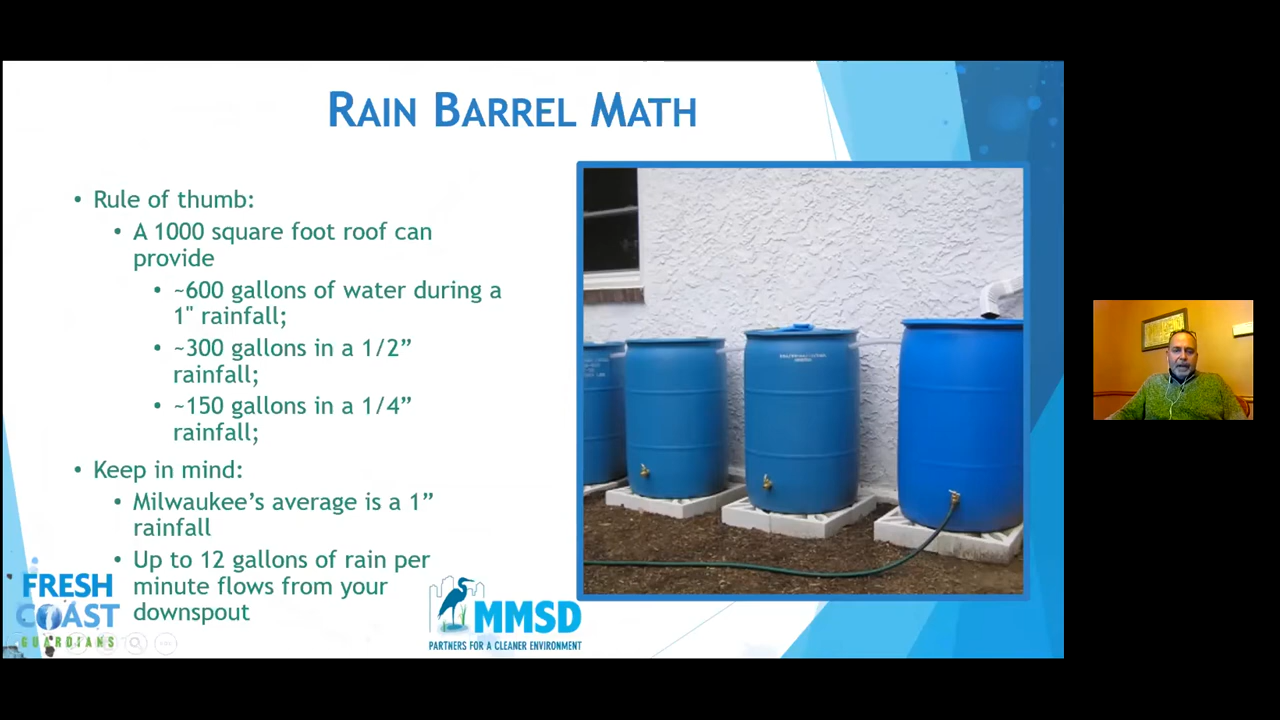 RAIN BARREL MATH
• Rule of thumb:
• A 1000 square foot roof can
provide
• ~600 gallons of water during a
1" rainfall;
• ~300 gallons in a 1/2”
rainfall;
• ~150 gallons in a 1/4”
rainfall;
• Keep in mind:
• Milwaukee’s average is a 1”
rainfall
• Up to 12 gallons of rain per
minute flows from your
downspout
FRESH
COAST
GUARDIANS
MMSD
PARTNERS FOR A CLEANER ENVIRONMENT